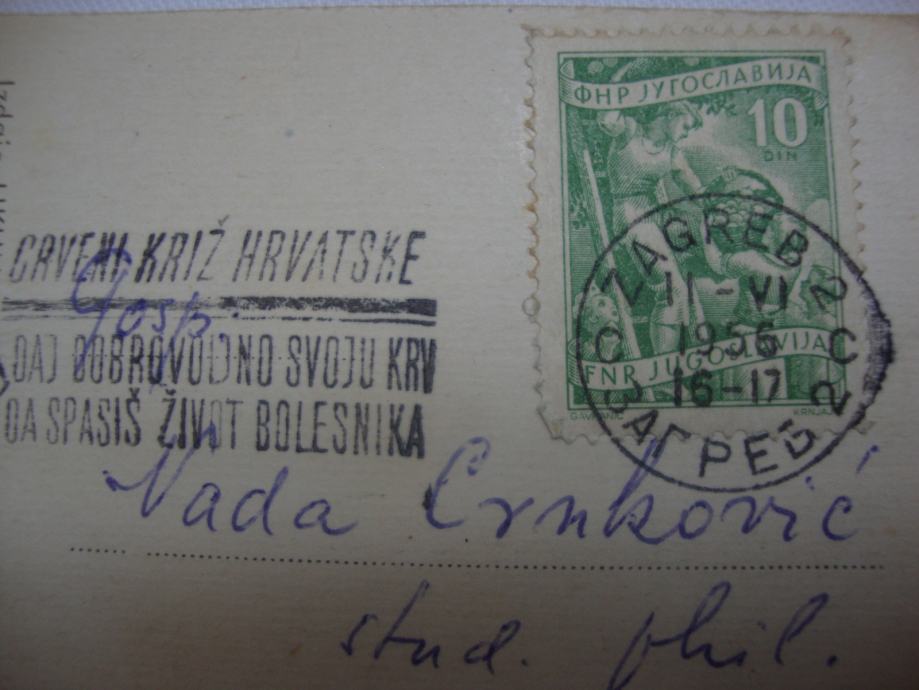 ФНР ЈУГОСЛАВИЈА
10
DIN
FNR JUGOSLAVIJA
KRNJAJ
ZAGREB 2
11-VI
1956
16-17
C C
ЗАГРЕБ 2
CRVENI KRIŽ HRVATSKE
DAJ DOBROVOLJNO SVOJU KRV
DA SPASIŠ ŽIVOT BOLESNIKA
Gosp.
Nada Crnković
stud. phil.